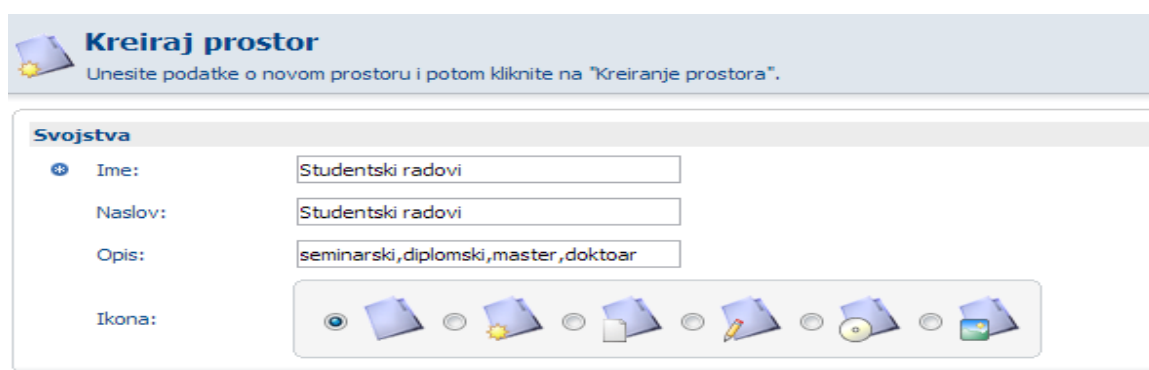 Kreiraj prostor
Unesite podatke o novom prostoru i potom kliknite na "Kreiranje prostora".
Svojstva
Ime: Studentski radovi
Naslov: Studentski radovi
Opis: seminarski,diplomski,master,doktoar
Ikona: